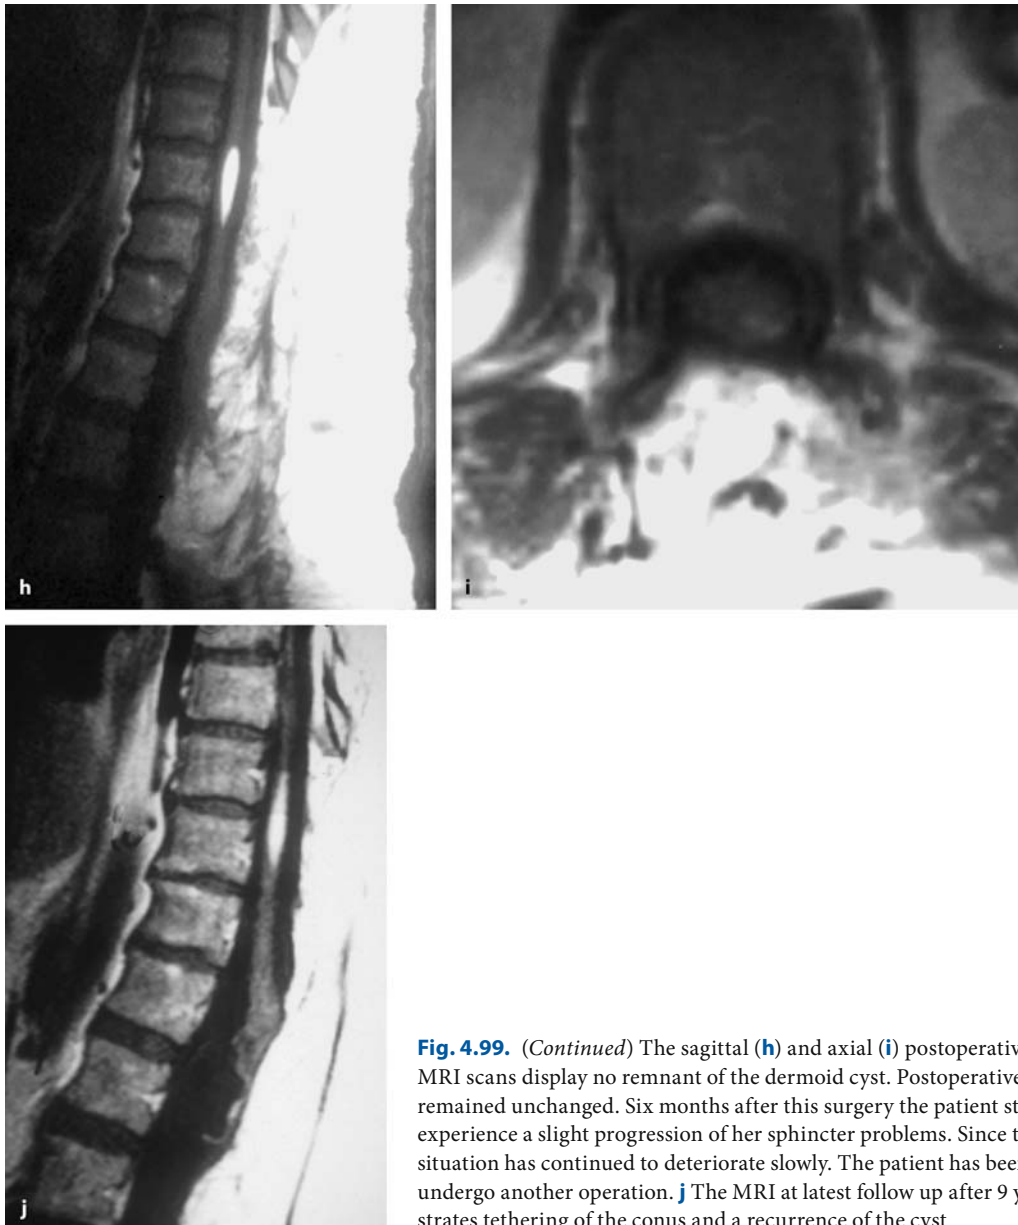 h
i
j
Fig. 4.99. (Continued) The sagittal (h) and axial (i) postoperativ
MRI scans display no remnant of the dermoid cyst. Postoperative
remained unchanged. Six months after this surgery the patient st
experience a slight progression of her sphincter problems. Since t
situation has continued to deteriorate slowly. The patient has been
undergo another operation. j The MRI at latest follow up after 9 y
strates tethering of the conus and a recurrence of the cyst